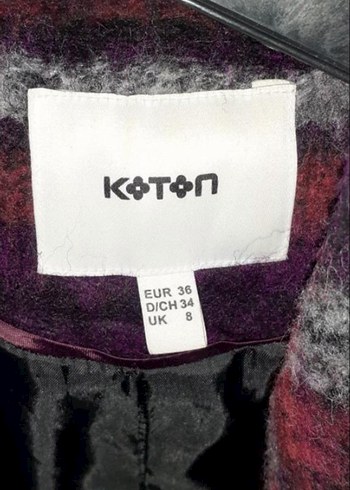 KOTON
EUR 36
D/CH 34
UK 8